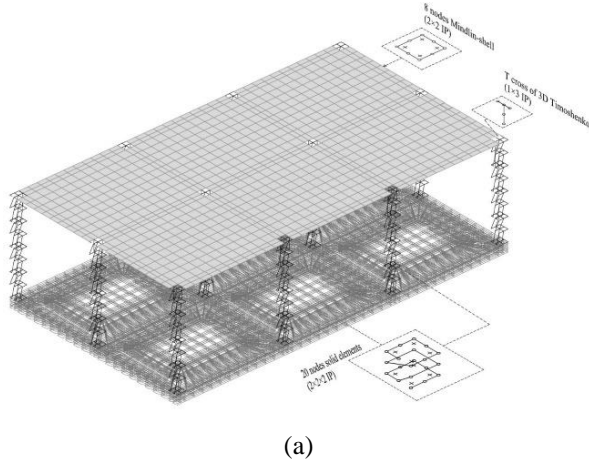 8 nodes Mindlin-shell
(2×2 IP)
T cross of 3D Timoshenko
(1×3 IP)
20 nodes solid elements
(2×2×2 IP)
(a)